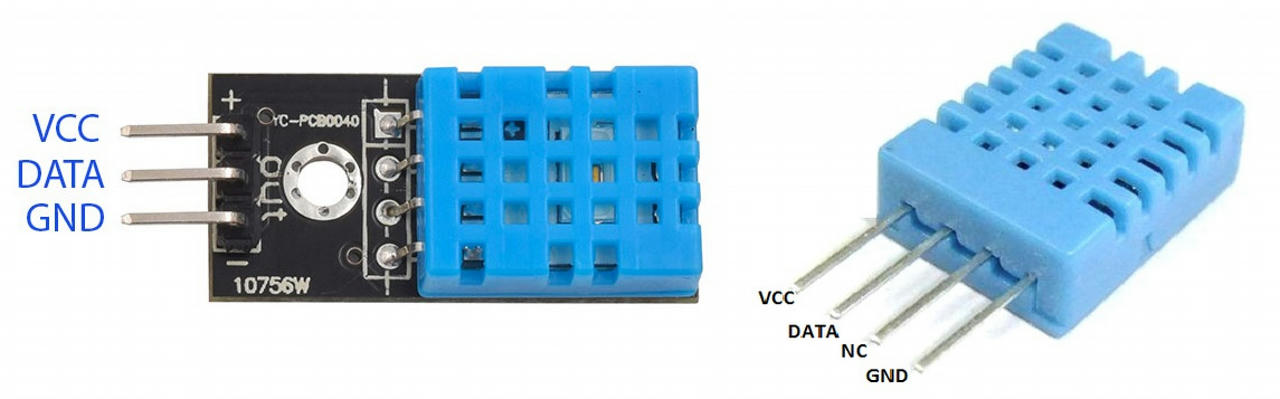 VCC
DATA
GND
+
YC-PCB0040
out
−
10756W
VCC
DATA
NC
GND